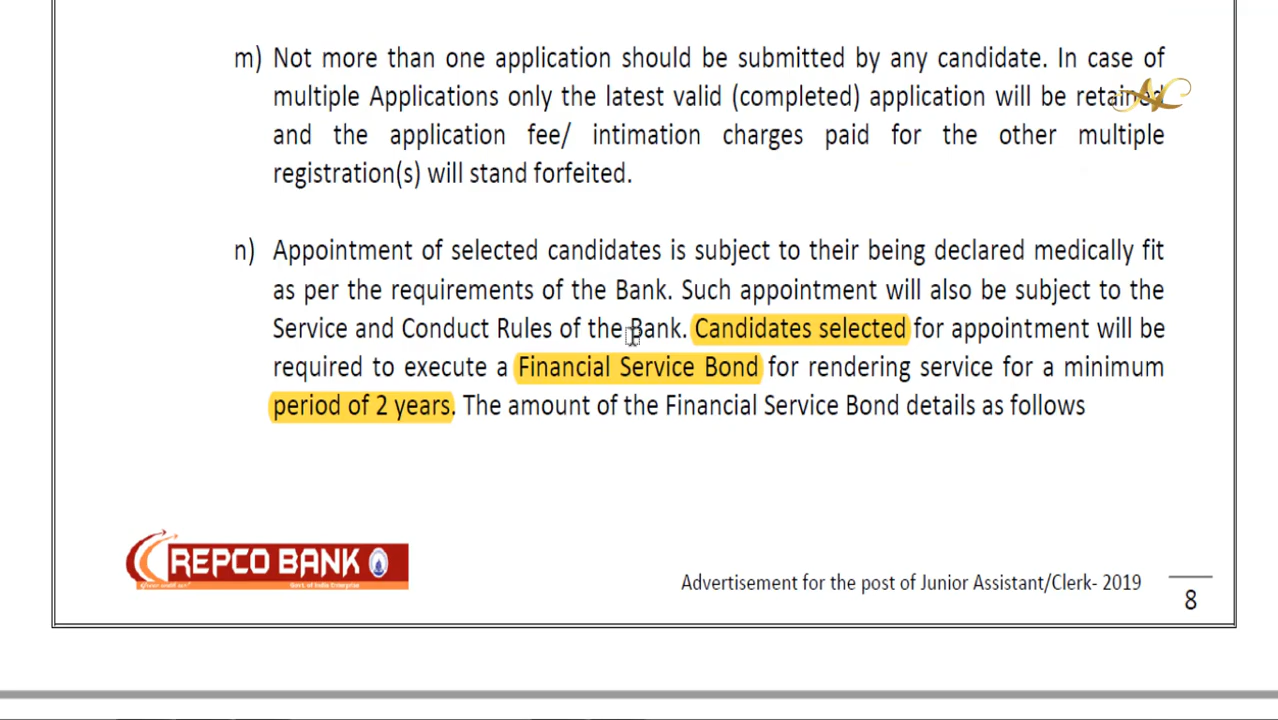 m) Not more than one application should be submitted by any candidate. In case of
multiple Applications only the latest valid (completed) application will be retained
and the application fee/ intimation charges paid for the other multiple
registration(s) will stand forfeited.
n) Appointment of selected candidates is subject to their being declared medically fit
as per the requirements of the Bank. Such appointment will also be subject to the
Service and Conduct Rules of the Bank. Candidates selected for appointment will be
required to execute a Financial Service Bond for rendering service for a minimum
period of 2 years. The amount of the Financial Service Bond details as follows
REPCO BANK
Govt. of India Enterprise
Advertisement for the post of Junior Assistant/Clerk- 2019
8